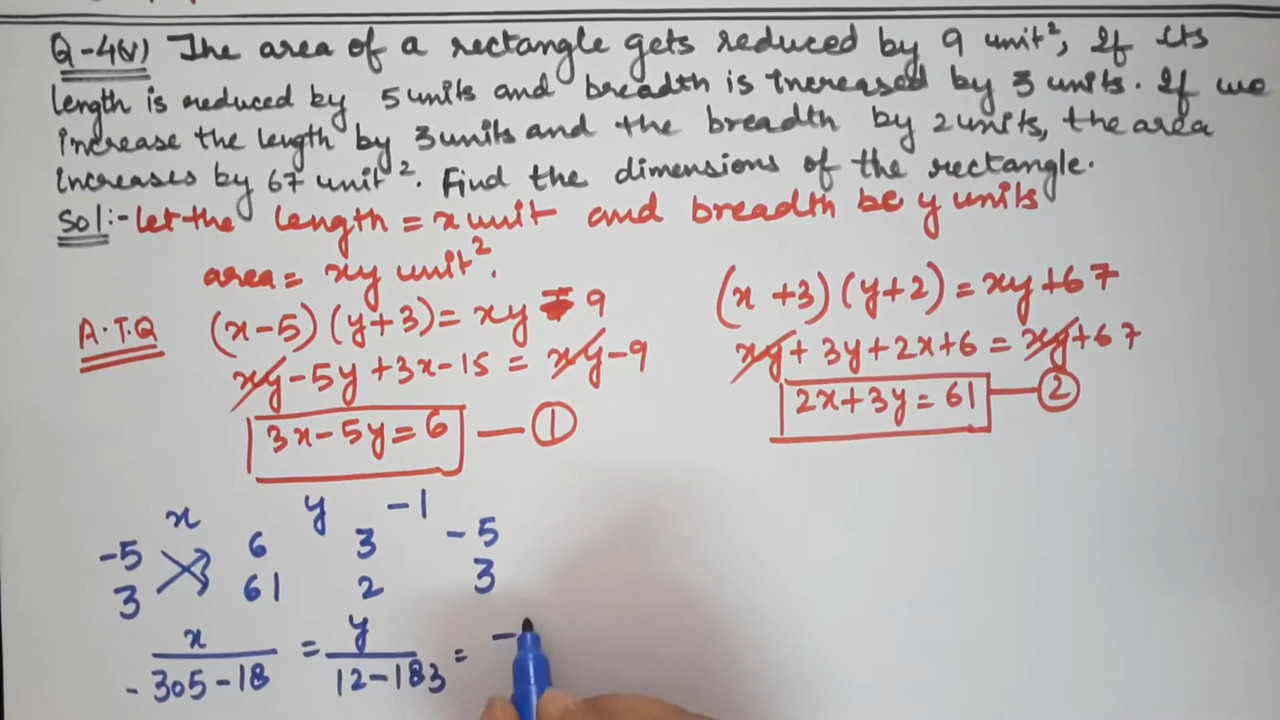 Q-4(v) The area of a rectangle gets reduced by 9 unit², If its
length is reduced by 5 units and breadth is increased by 3 units. If we
increase the length by 3 units and the breadth by 2 units, the area
increases by 67 unit². Find the dimensions of the rectangle.
Sol:- let the length = x unit and breadth be y units
area = xy unit².
A.T.Q (x-5)(y+3) = xy - 9
(x+3)(y+2) = xy+67
xy-5y+3x-15 = xy-9
xy+3y+2x+6 = xy+67
3x-5y=6 — ①
2x+3y=61 — ②
x y -1
-5 6 3 -5
3 61 2 3
x = y = -
-305-18 12-183